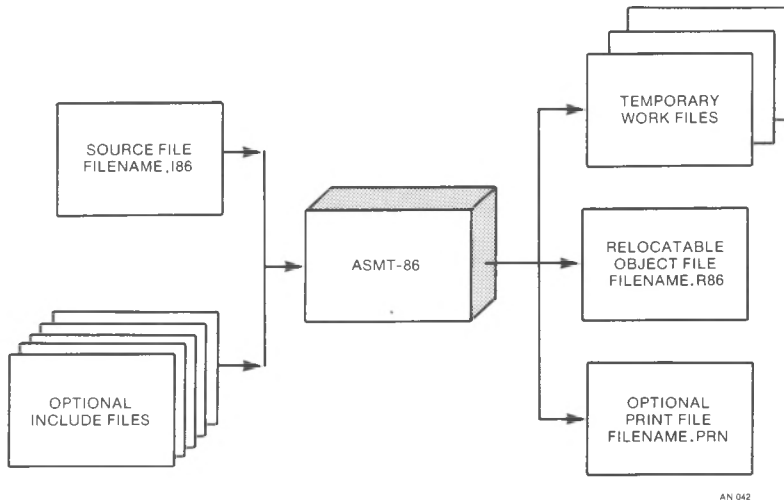 SOURCE FILE
FILENAME,I86
OPTIONAL
INCLUDE FILES
ASMT-86
TEMPORARY
WORK FILES
RELOCATABLE
OBJECT FILE
FILENAME.R86
OPTIONAL
PRINT FILE
FILENAME.PRN
AN 042